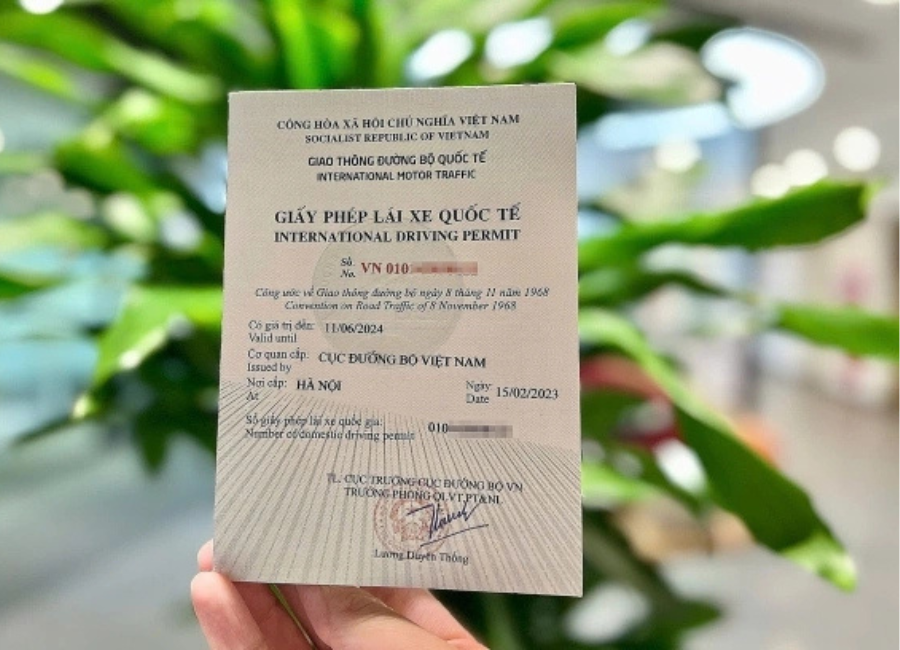 CỘNG HÒA XÃ HỘI CHỦ NGHĨA VIỆT NAM
SOCIALIST REPUBLIC OF VIETNAM
GIAO THÔNG ĐƯỜNG BỘ QUỐC TẾ
INTERNATIONAL MOTOR TRAFFIC
GIẤY PHÉP LÁI XE QUỐC TẾ
INTERNATIONAL DRIVING PERMIT
Số.
No. VN 010
Công ước về Giao thông đường bộ ngày 8 tháng 11 năm 1968
Convention on Road Traffic of 8 November 1968
Có giá trị đến: 11/06/2024
Valid until
Cơ quan cấp: CỤC ĐƯỜNG BỘ VIỆT NAM
Issued by
Nơi cấp: HÀ NỘI Ngày 15/02/2023
At Date
Số giấy phép lái xe quốc gia: 010
Number of domestic driving permit
TL. CỤC TRƯỞNG CỤC ĐƯỜNG BỘ VN
TRƯỞNG PHÒNG QLVT,PT&NL
Lương Duyên Thống